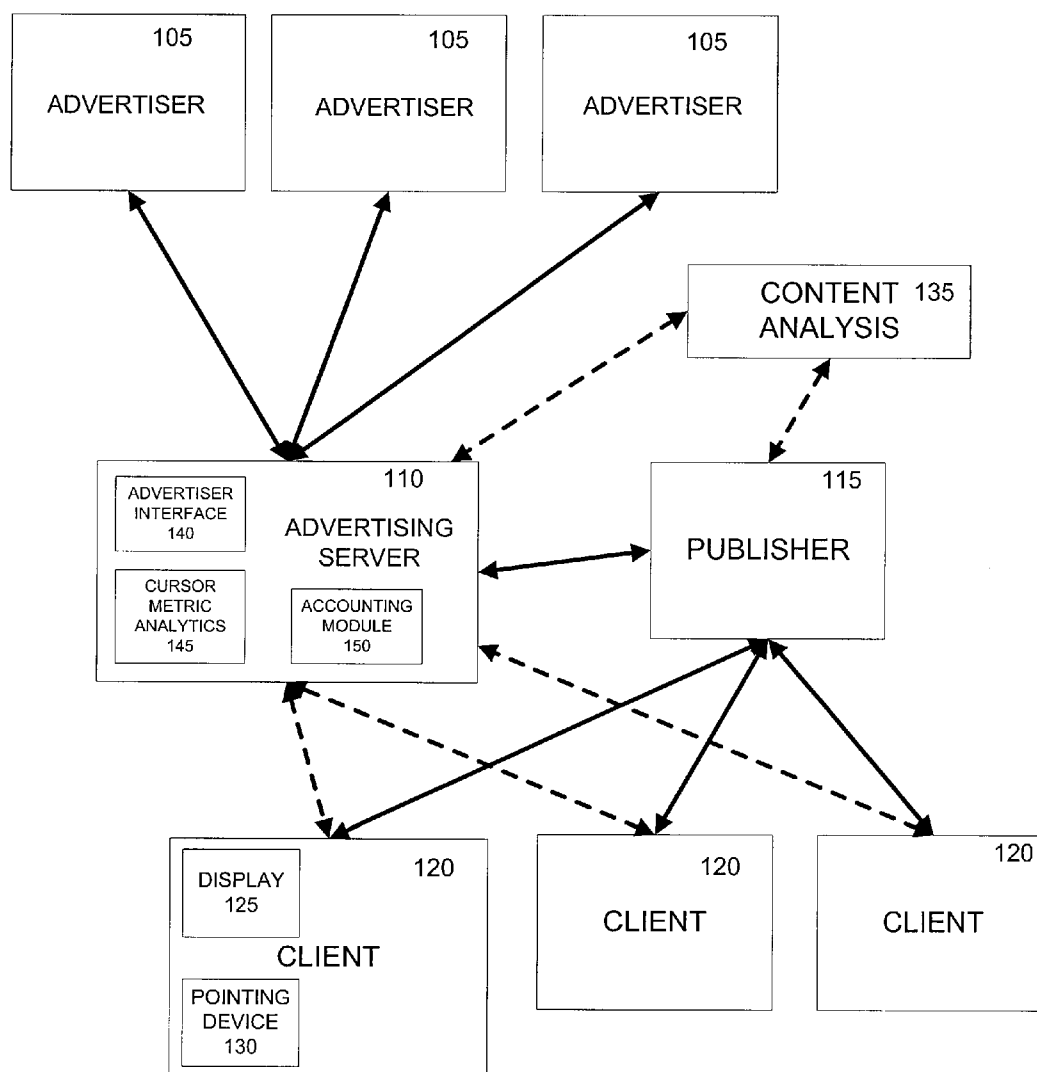 105
ADVERTISER
105
ADVERTISER
105
ADVERTISER
CONTENT 135
ANALYSIS
110
ADVERTISING
SERVER
ADVERTISER
INTERFACE
140
CURSOR
METRIC
ANALYTICS
145
ACCOUNTING
MODULE
150
115
PUBLISHER
120
DISPLAY
125
CLIENT
POINTING
DEVICE
130
120
CLIENT
120
CLIENT